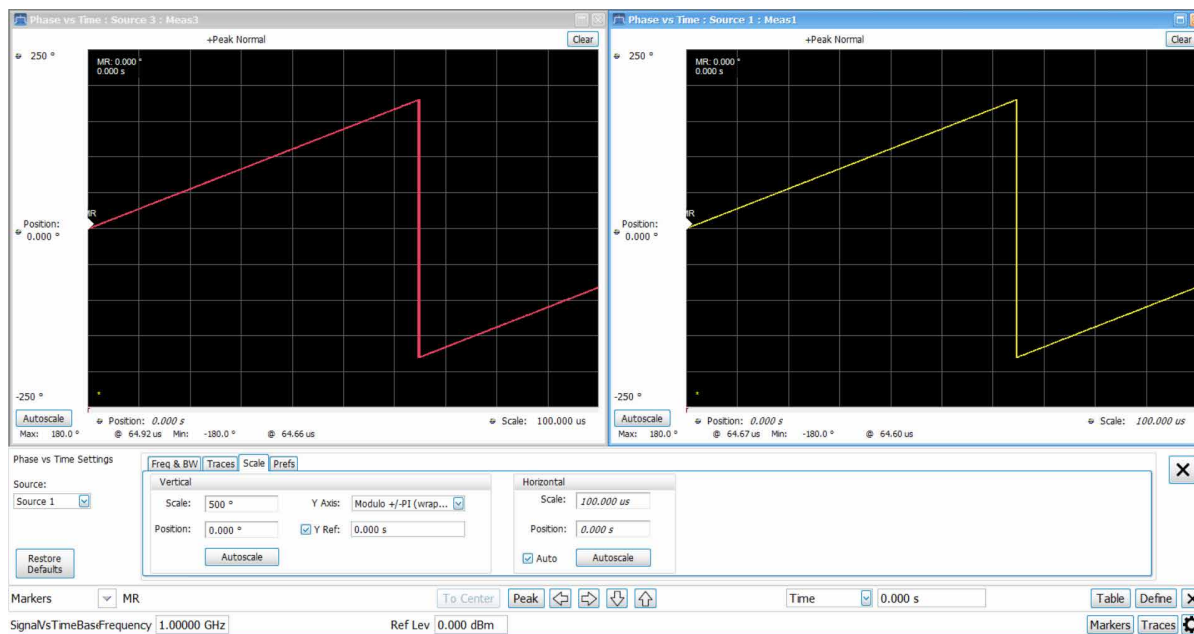 Phase vs Time : Source 3 : Meas3
+Peak Normal
Clear
250 °
MR: 0.000 °
0.000 s
MR
Position:
0.000 °
-250 °
Autoscale
Position: 0.000 s
Scale: 100.000 us
Max: 180.0 ° @ 64.92 us Min: -180.0 ° @ 64.66 us
Phase vs Time : Source 1 : Meas1
+Peak Normal
Clear
250 °
MR: 0.000 °
0.000 s
MR
Position:
0.000 °
-250 °
Autoscale
Position: 0.000 s
Scale: 100.000 us
Max: 180.0 ° @ 64.67 us Min: -180.0 ° @ 64.60 us
Phase vs Time Settings
Source:
Source 1
Restore
Defaults
Freq & BW Traces Scale Prefs
Vertical
Scale: 500 ° Y Axis: Modulo +/-PI (wrap...
Position: 0.000 ° Y Ref: 0.000 s
Autoscale
Horizontal
Scale: 100.000 us
Position: 0.000 s
Auto Autoscale
Markers MR To Center Peak Time 0.000 s Table Define X
SignalVsTimeBas Frequency 1.00000 GHz Ref Lev 0.000 dBm Markers Traces